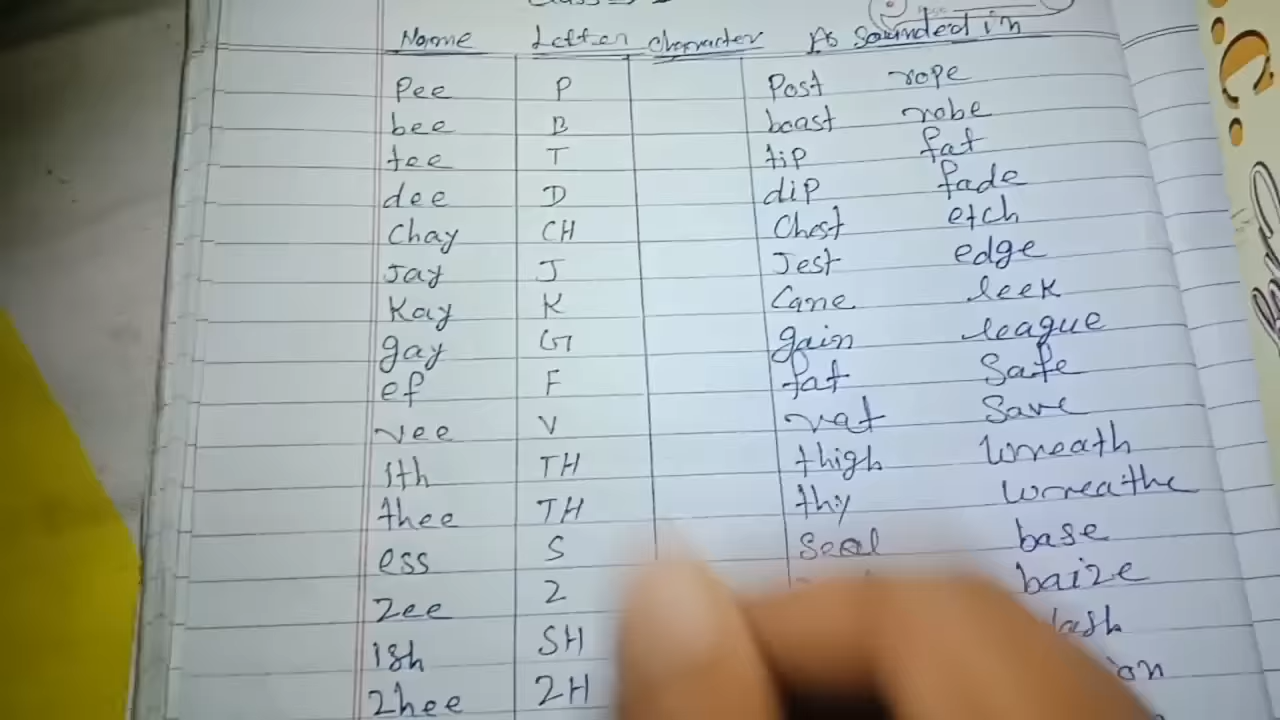 Name Letter Character As Sounded in
Pee P Post rope
bee B boast robe
tee T tip fat
dee D dip fade
Chay CH Chest etch
Jay J Jest edge
Kay K Cane leek
gay G gain league
ef F fat Safe
vee V vat Save
ith TH thigh Wreath
thee TH thy Wreathe
ess S Seal base
Zee Z baize
ish SH
Zhee ZH
C.